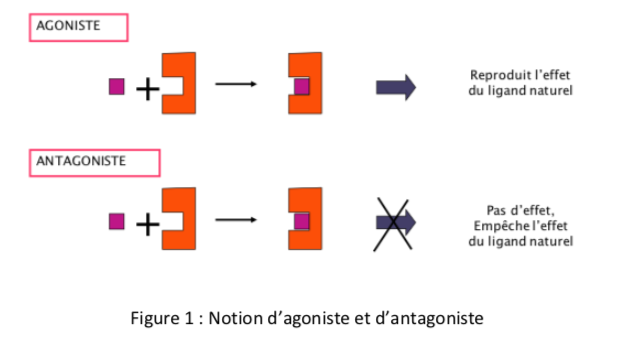 AGONISTE
Reproduit l'effet
du ligand naturel
ANTAGONISTE
Pas d'effet,
Empêche l'effet
du ligand naturel
Figure 1 : Notion d'agoniste et d'antagoniste